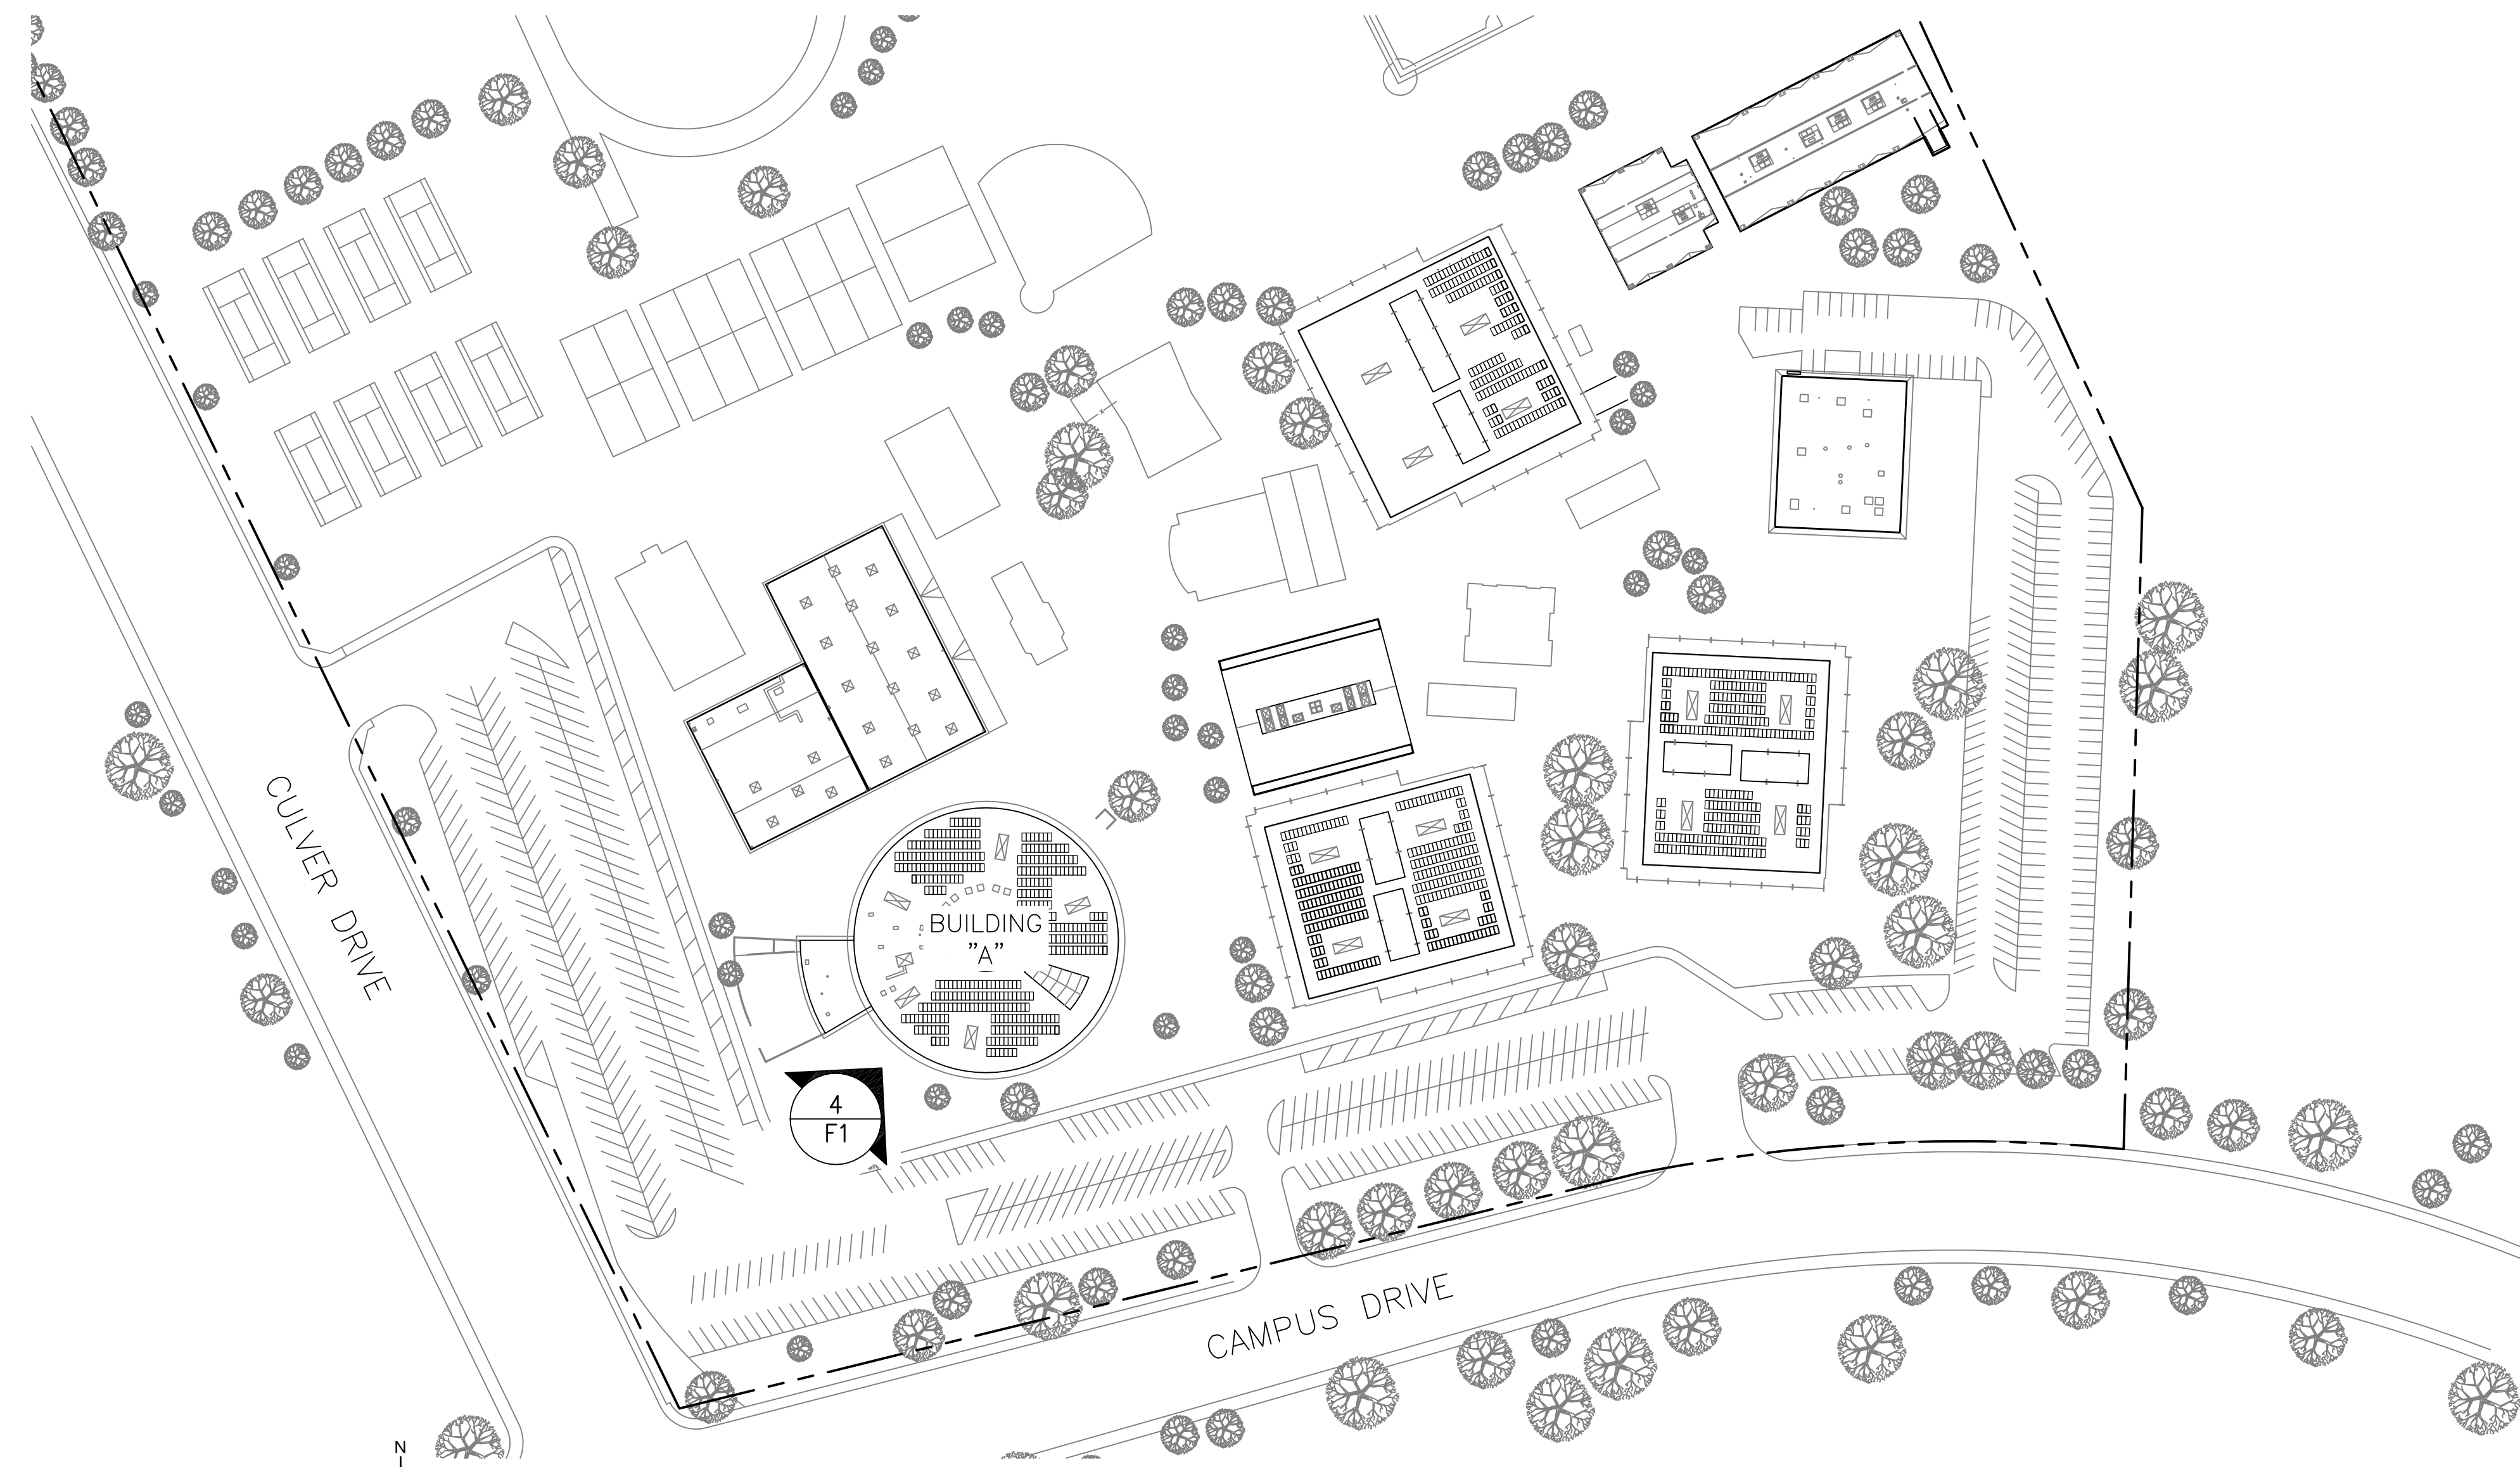 CULVER DRIVE
BUILDING
"A"
4
F1
CAMPUS DRIVE
N